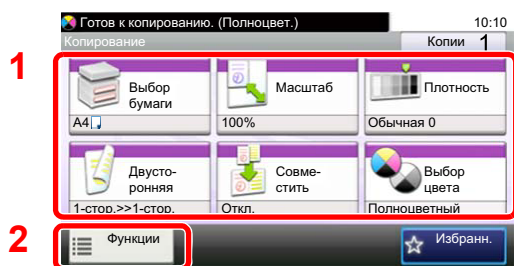 Готов к копированию. (Полноцвет.) 10:10
Копирование Копии 1
1
Выбор бумаги Масштаб Плотность
A4 100% Обычная 0
Двусто-ронняя Совме-стить Выбор цвета
1-стор.>>1-стор. Откл. Полноцветный
2
Функции Избранн.